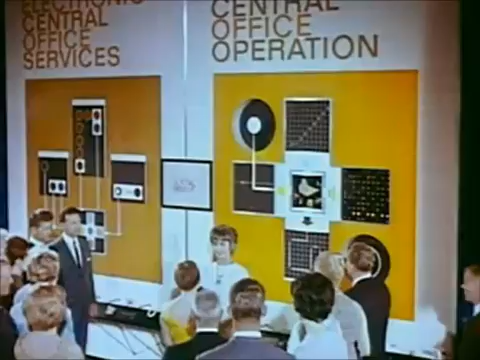 ELECTRONIC
CENTRAL
OFFICE
SERVICES
CENTRAL
OFFICE
OPERATION